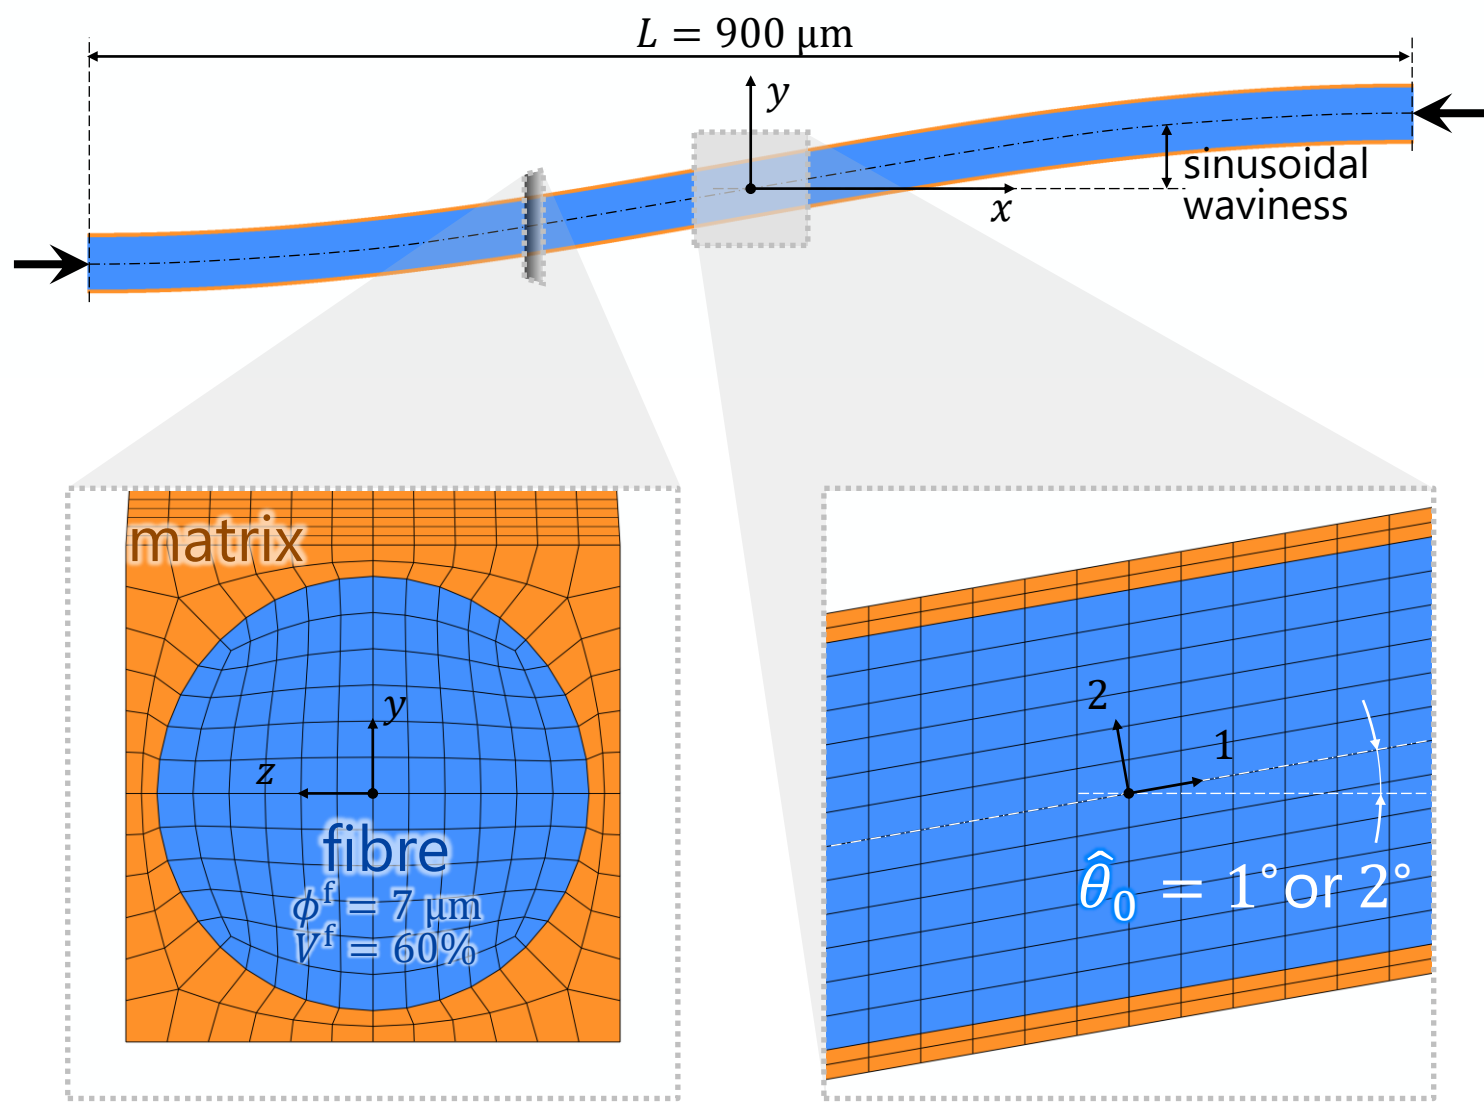 L = 900 μm
y
sinusoidal
waviness
x
matrix
y
z
fibre
ϕᶠ = 7 μm
Vᶠ = 60%
2
1
θ̂₀ = 1° or 2°